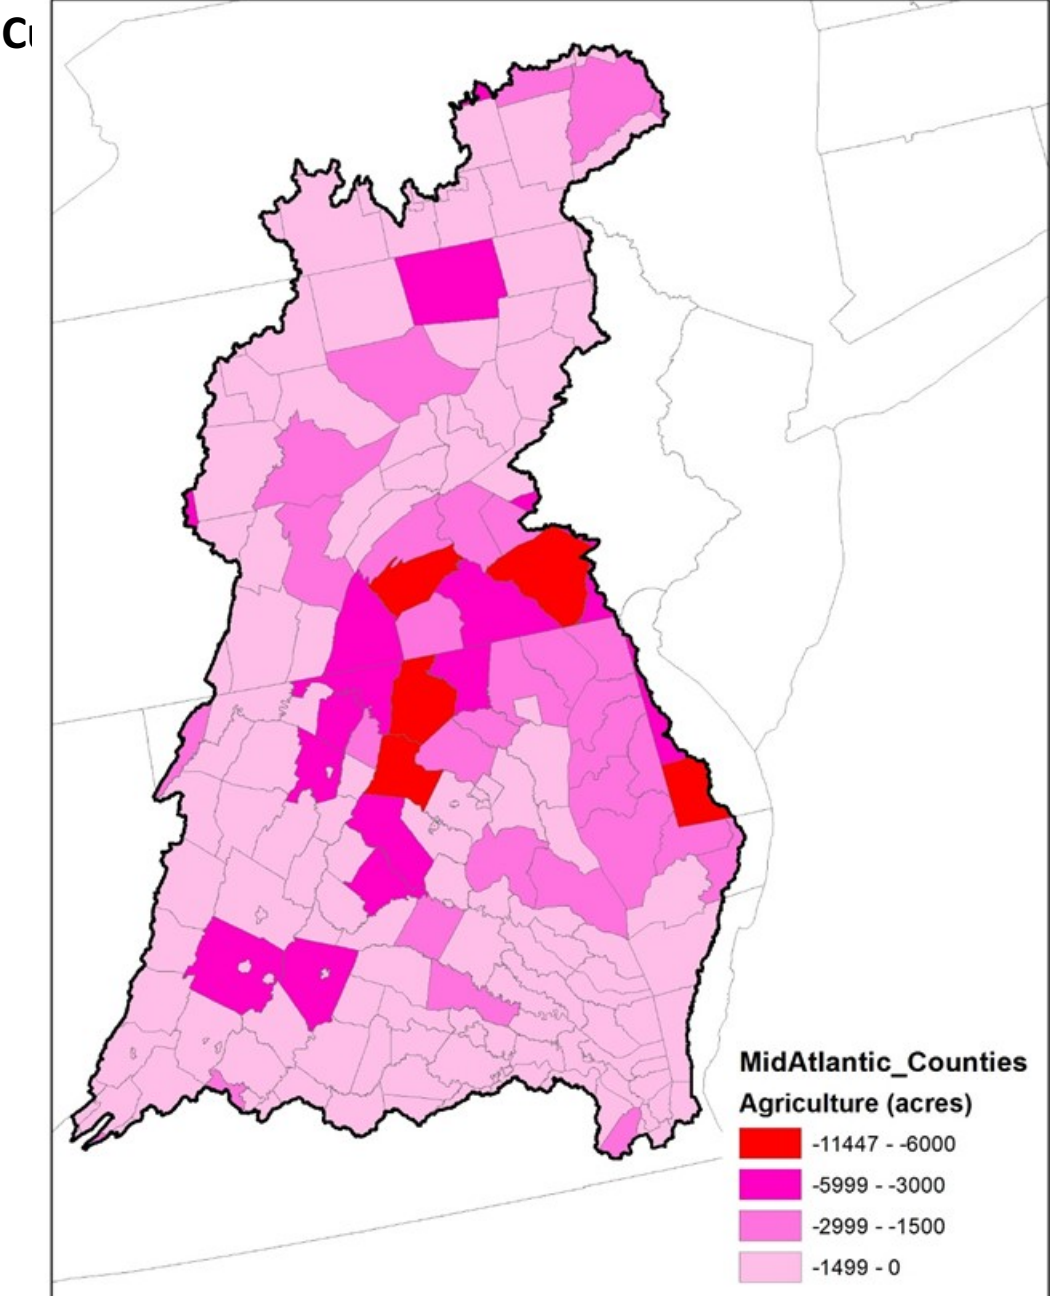 MidAtlantic_Counties
Agriculture (acres)
-11447 - -6000
-5999 - -3000
-2999 - -1500
-1499 - 0